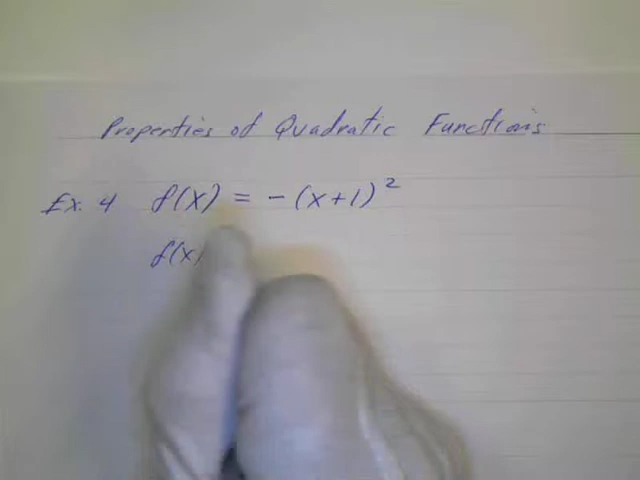 Properties of Quadratic Functions
Ex. 4 f(x) = -(x+1)²
f(x)